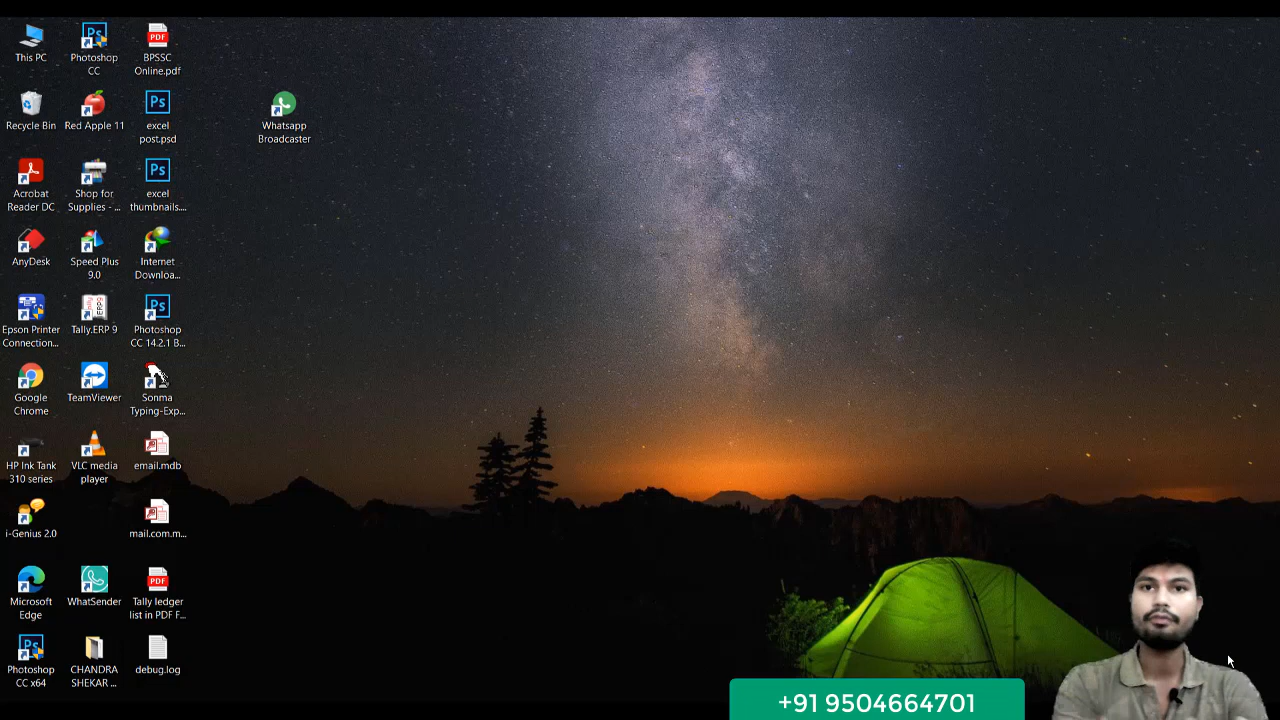 This PC
Photoshop
CC
BPSSC
Online.pdf
Recycle Bin
Red Apple 11
excel
post.psd
Whatsapp
Broadcaster
Acrobat
Reader DC
Shop for
Supplies - ...
excel
thumbnails....
AnyDesk
Speed Plus
9.0
Internet
Downloa...
Epson Printer
Connection...
Tally.ERP 9
Photoshop
CC 14.2.1 B...
Google
Chrome
TeamViewer
Sonma
Typing-Exp...
HP Ink Tank
310 series
VLC media
player
email.mdb
i-Genius 2.0
mail.com.m...
Microsoft
Edge
WhatSender
Tally ledger
list in PDF F...
Photoshop
CC x64
CHANDRA
SHEKAR ...
debug.log
+91 9504664701